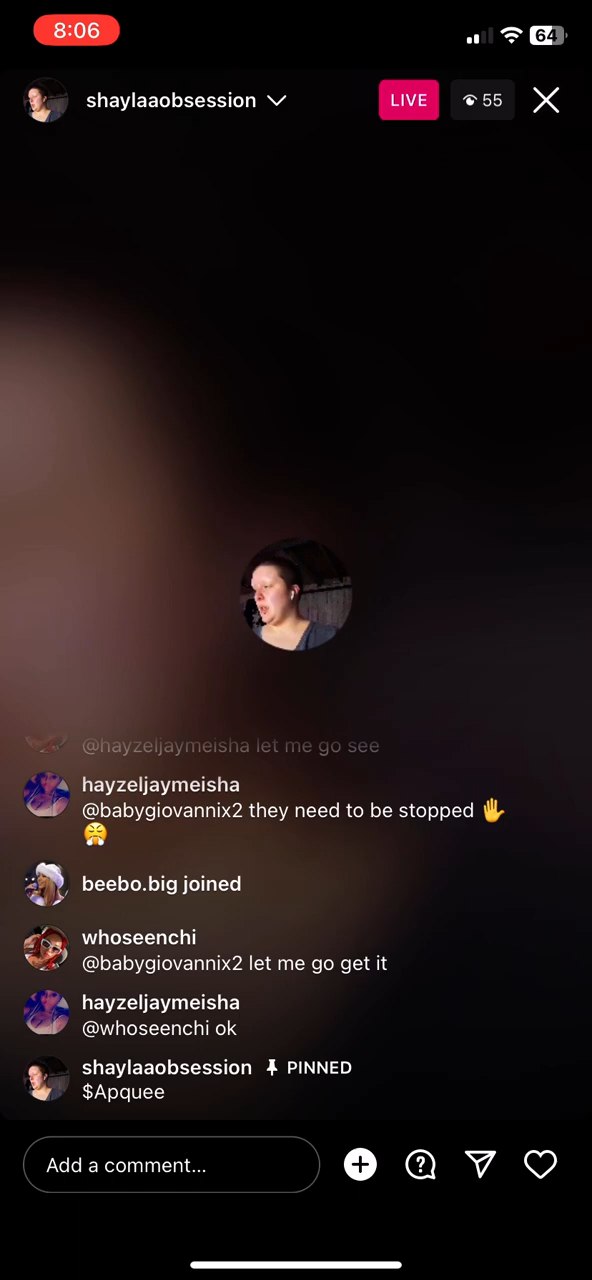 8:06
64
shaylaaobsession
LIVE
55
@hayzeljaymeisha let me go see
hayzeljaymeisha
@babygiovannix2 they need to be stopped ✋
😤
beebo.big joined
whoseenchi
@babygiovannix2 let me go get it
hayzeljaymeisha
@whoseenchi ok
shaylaaobsession PINNED
$Apquee
Add a comment...